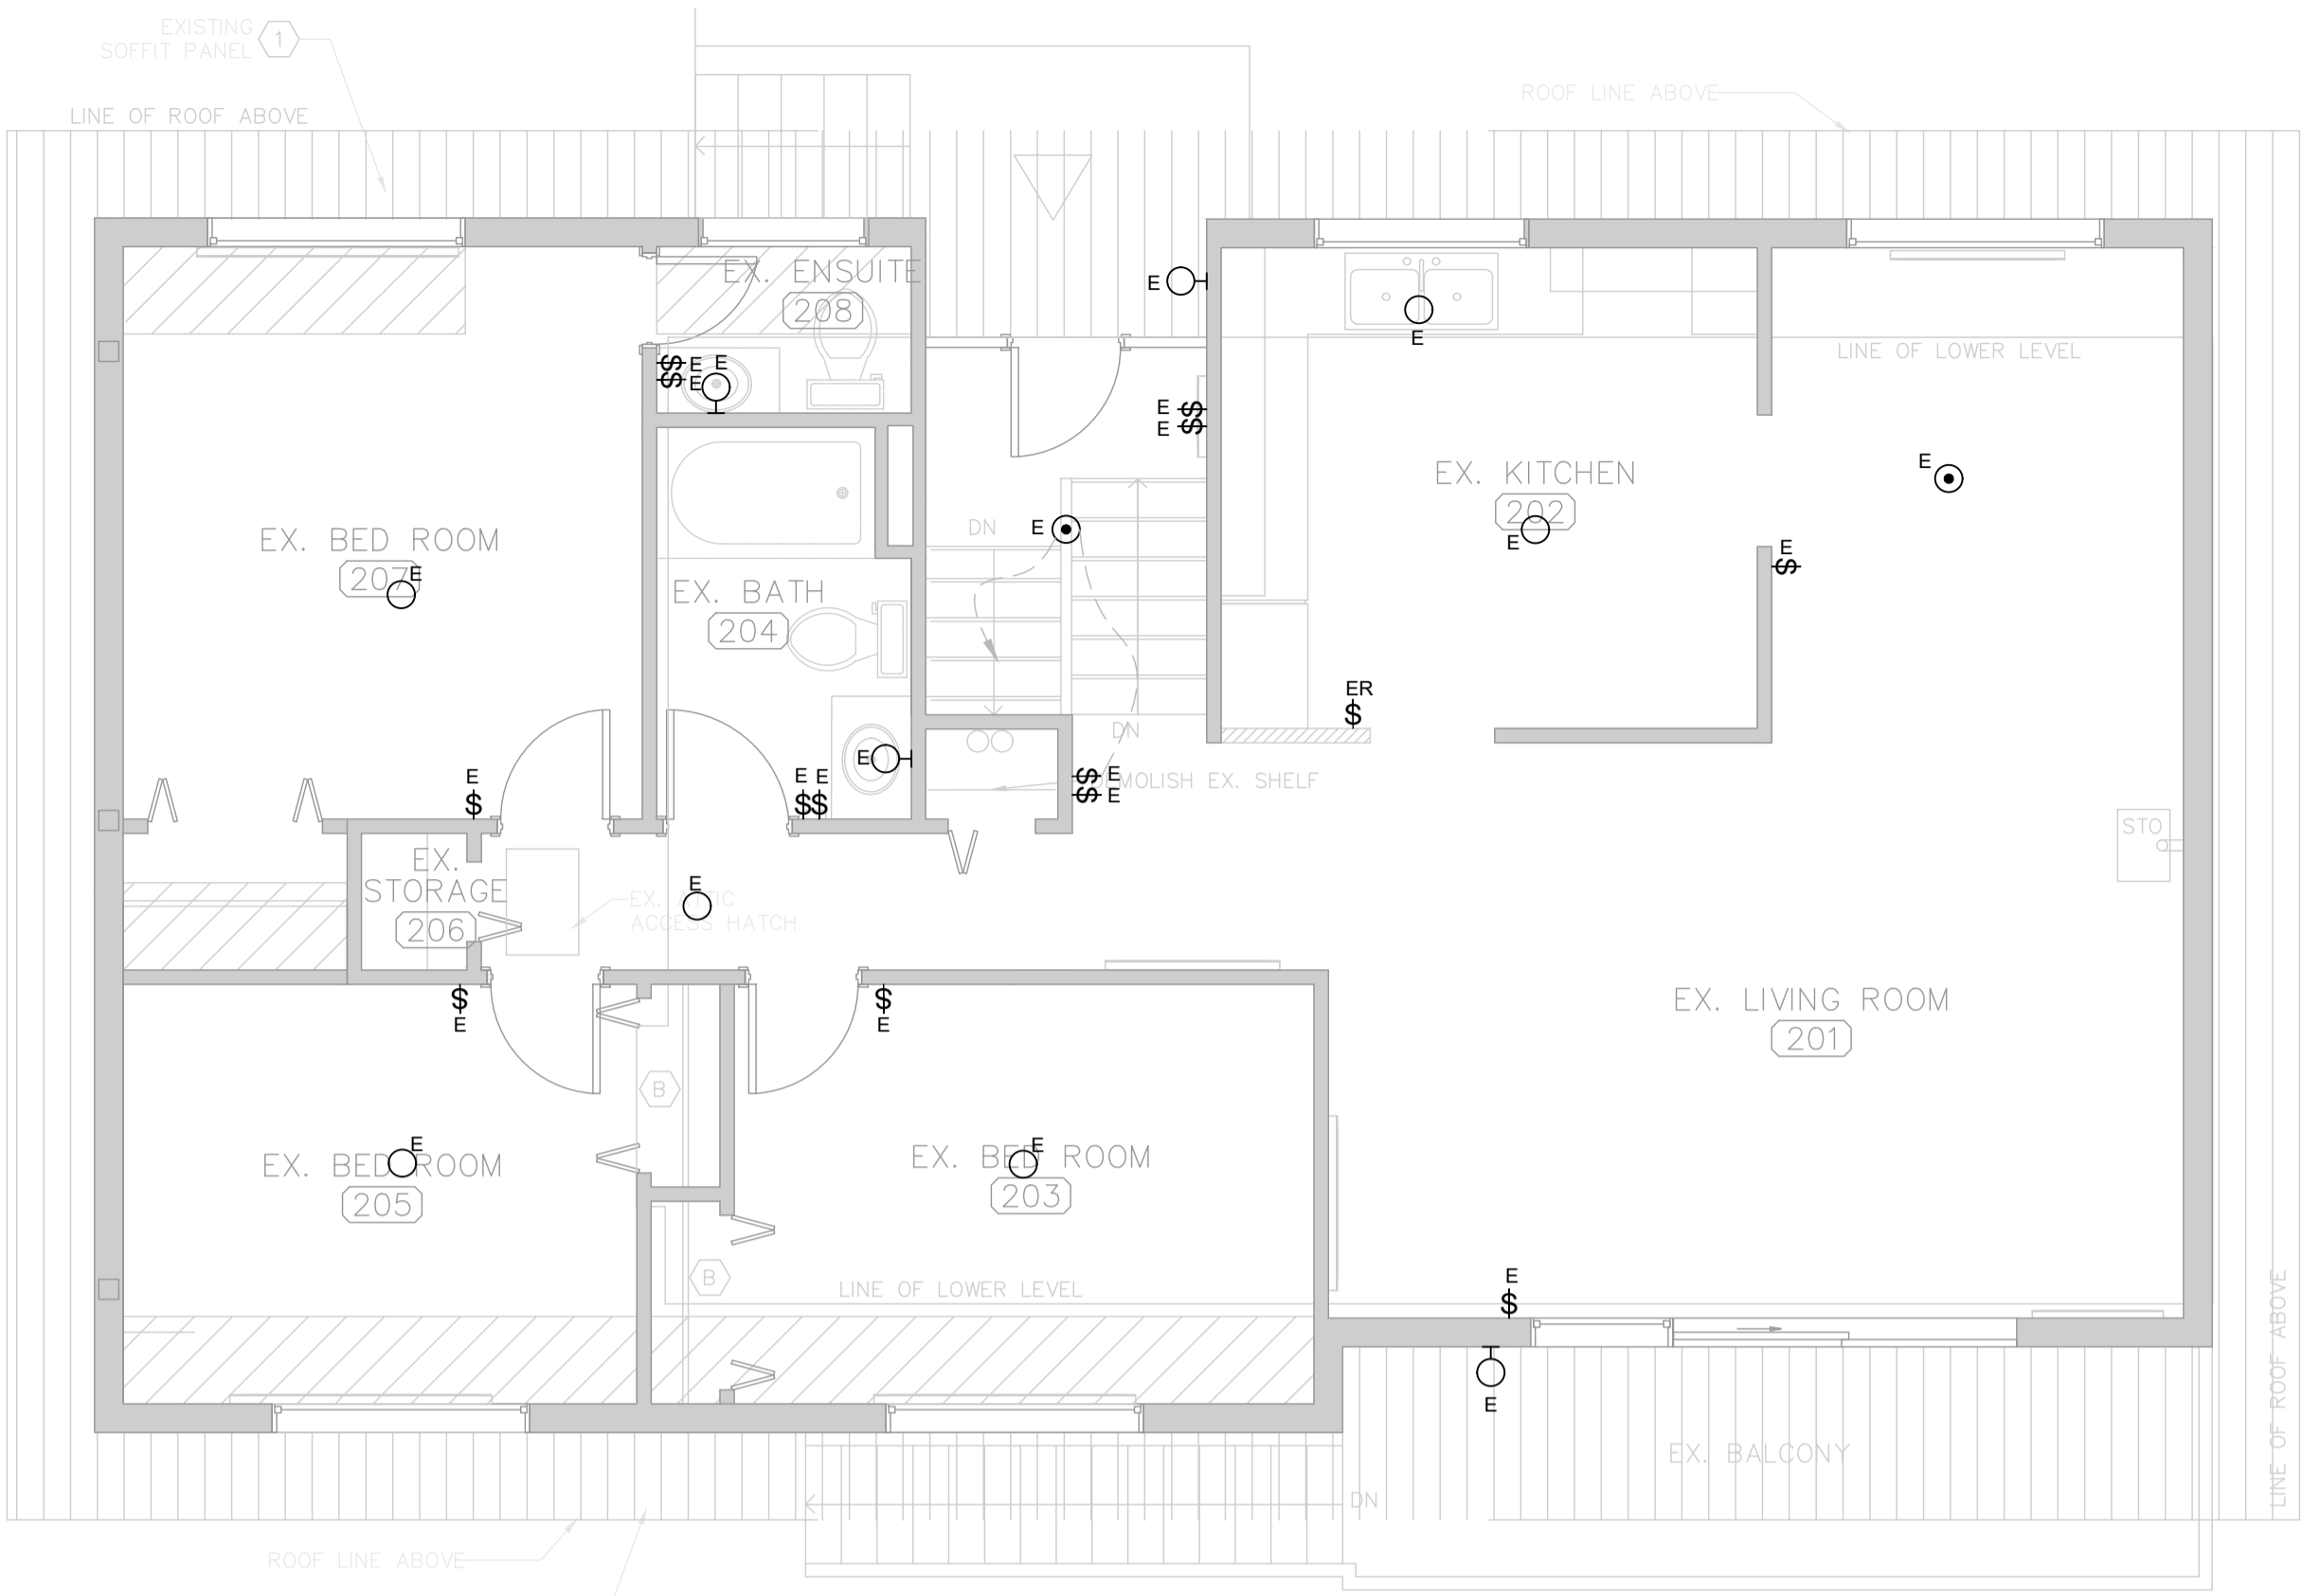 EXISTING
SOFFIT PANEL
1
LINE OF ROOF ABOVE
ROOF LINE ABOVE
EX. ENSUITE
208
E
E
E
E
E
LINE OF LOWER LEVEL
E
E
$
$
E
E
E
$
$
EX. KITCHEN
202
E
E
E
DN
E
$
EX. BED ROOM
207
E
EX. BATH
204
ER
$
DN
E
E
$
E
E
$
$
E
E
$
$
DEMOLISH EX. SHELF
STO
EX.
STORAGE
206
E
EX. ATTIC
ACCESS HATCH
$
E
$
E
EX. LIVING ROOM
201
B
EX. BED ROOM
205
E
EX. BED ROOM
203
E
B
LINE OF LOWER LEVEL
E
$
E
LINE OF ROOF ABOVE
EX. BALCONY
DN
ROOF LINE ABOVE